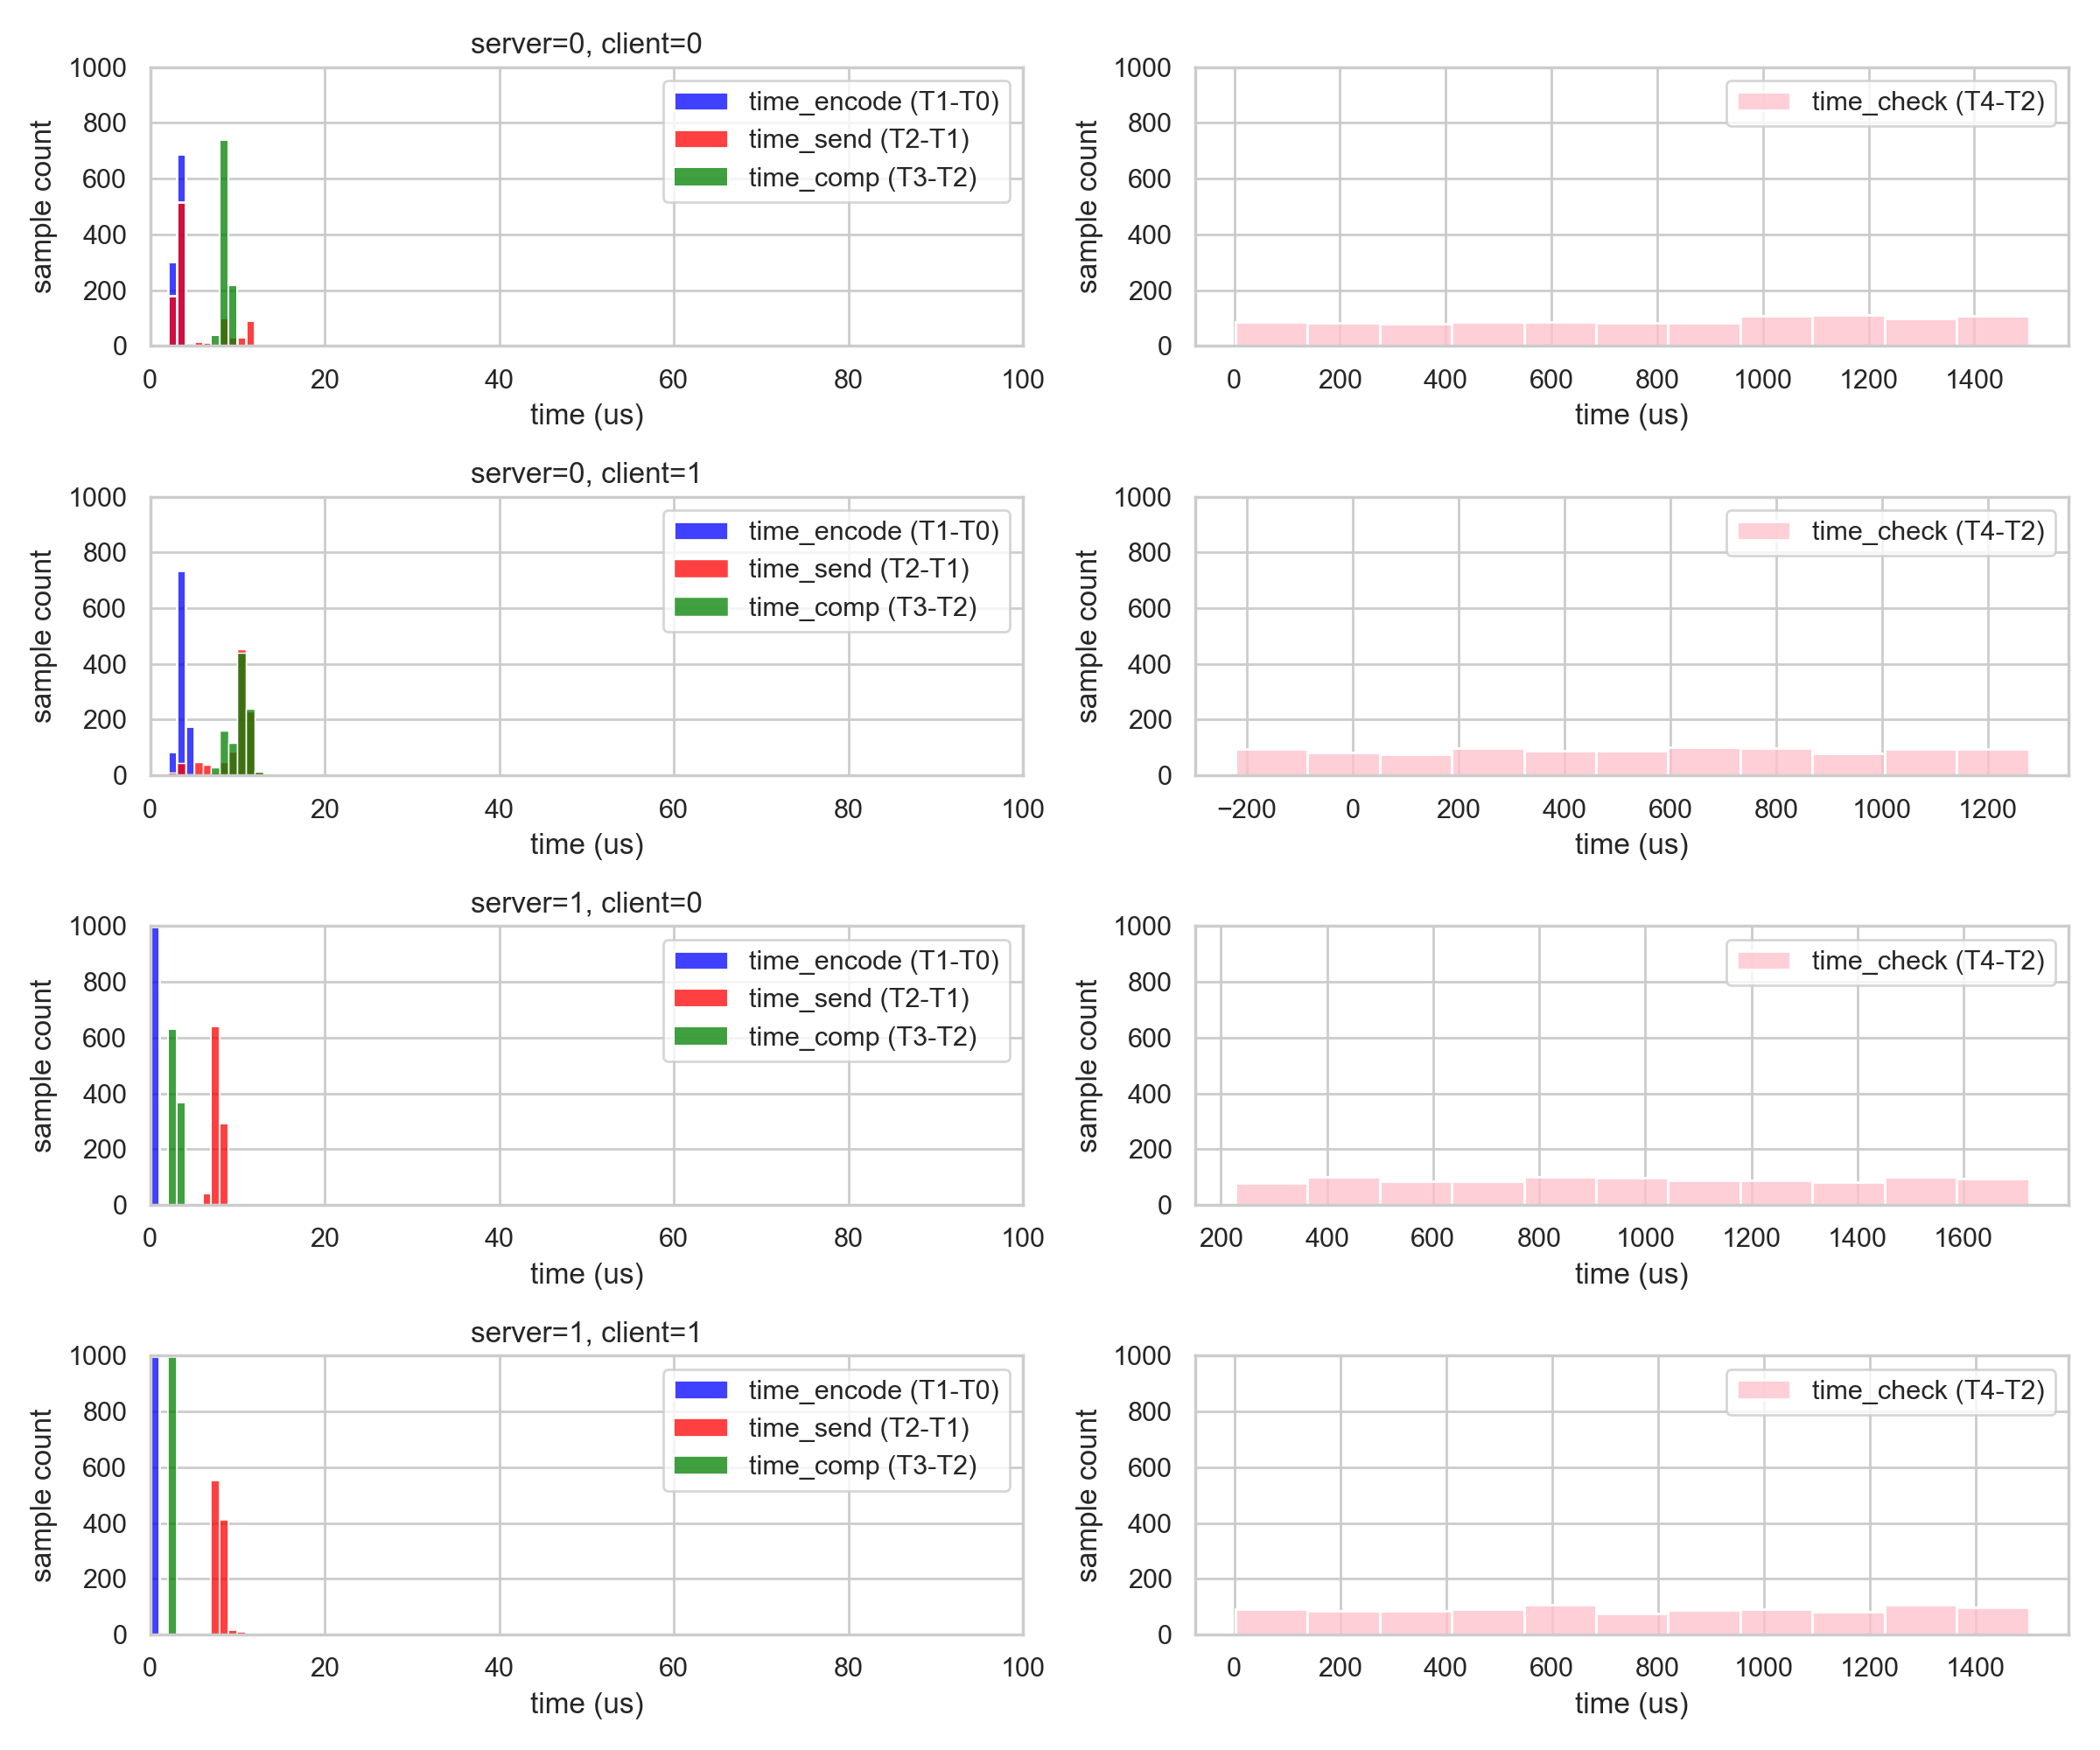 server=0, client=0
1000
800
600
400
200
0
sample count
time_encode (T1-T0)
time_send (T2-T1)
time_comp (T3-T2)
0 20 40 60 80 100
time (us)
1000
800
600
400
200
0
sample count
time_check (T4-T2)
0 200 400 600 800 1000 1200 1400
time (us)
server=0, client=1
1000
800
600
400
200
0
sample count
time_encode (T1-T0)
time_send (T2-T1)
time_comp (T3-T2)
0 20 40 60 80 100
time (us)
1000
800
600
400
200
0
sample count
time_check (T4-T2)
−200 0 200 400 600 800 1000 1200
time (us)
server=1, client=0
1000
800
600
400
200
0
sample count
time_encode (T1-T0)
time_send (T2-T1)
time_comp (T3-T2)
0 20 40 60 80 100
time (us)
1000
800
600
400
200
0
sample count
time_check (T4-T2)
200 400 600 800 1000 1200 1400 1600
time (us)
server=1, client=1
1000
800
600
400
200
0
sample count
time_encode (T1-T0)
time_send (T2-T1)
time_comp (T3-T2)
0 20 40 60 80 100
time (us)
1000
800
600
400
200
0
sample count
time_check (T4-T2)
0 200 400 600 800 1000 1200 1400
time (us)